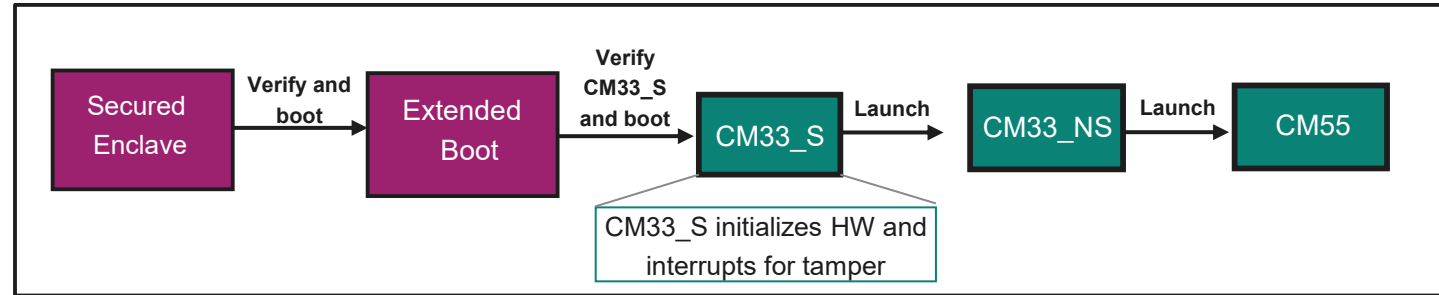 Secured
Enclave
Verify and
boot
Extended
Boot
Verify
CM33_S
and boot
CM33_S
Launch
CM33_NS
Launch
CM55
CM33_S initializes HW and
interrupts for tamper